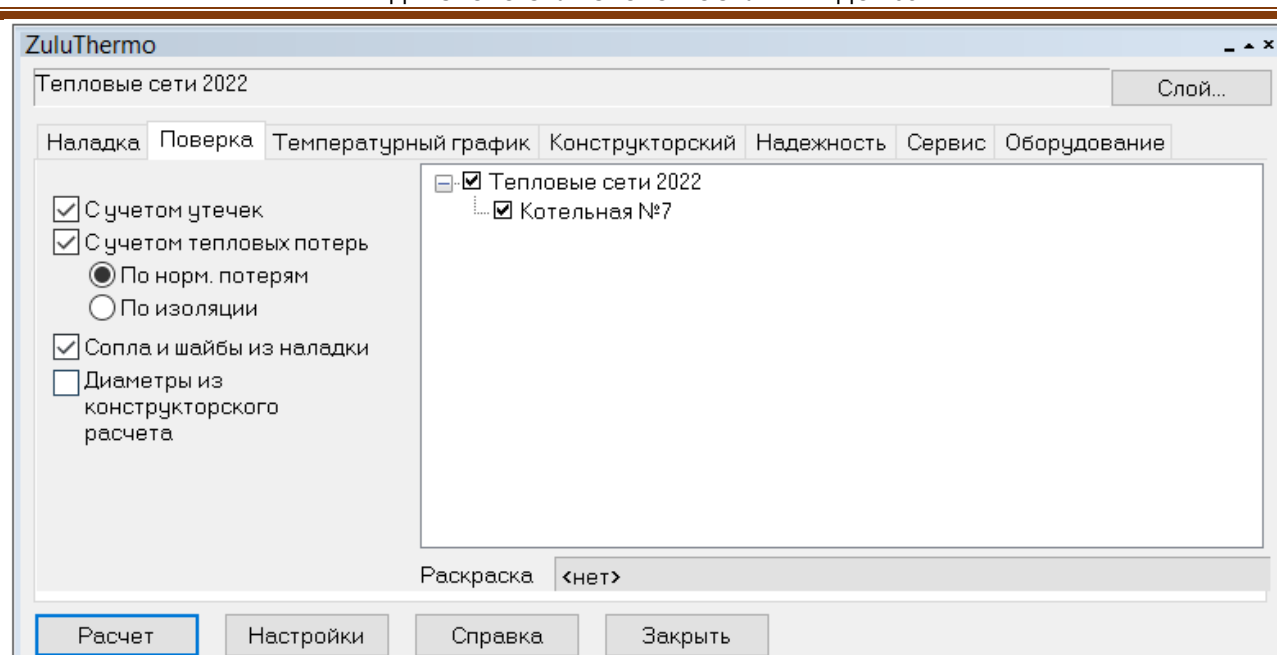 ZuluThermo
Тепловые сети 2022
Слой...
Наладка Поверка Температурный график Конструкторский Надежность Сервис Оборудование
С учетом утечек
С учетом тепловых потерь
По норм. потерям
По изоляции
Сопла и шайбы из наладки
Диаметры из
конструкторского
расчета
Тепловые сети 2022
Котельная №7
Раскраска <нет>
Расчет Настройки Справка Закрыть